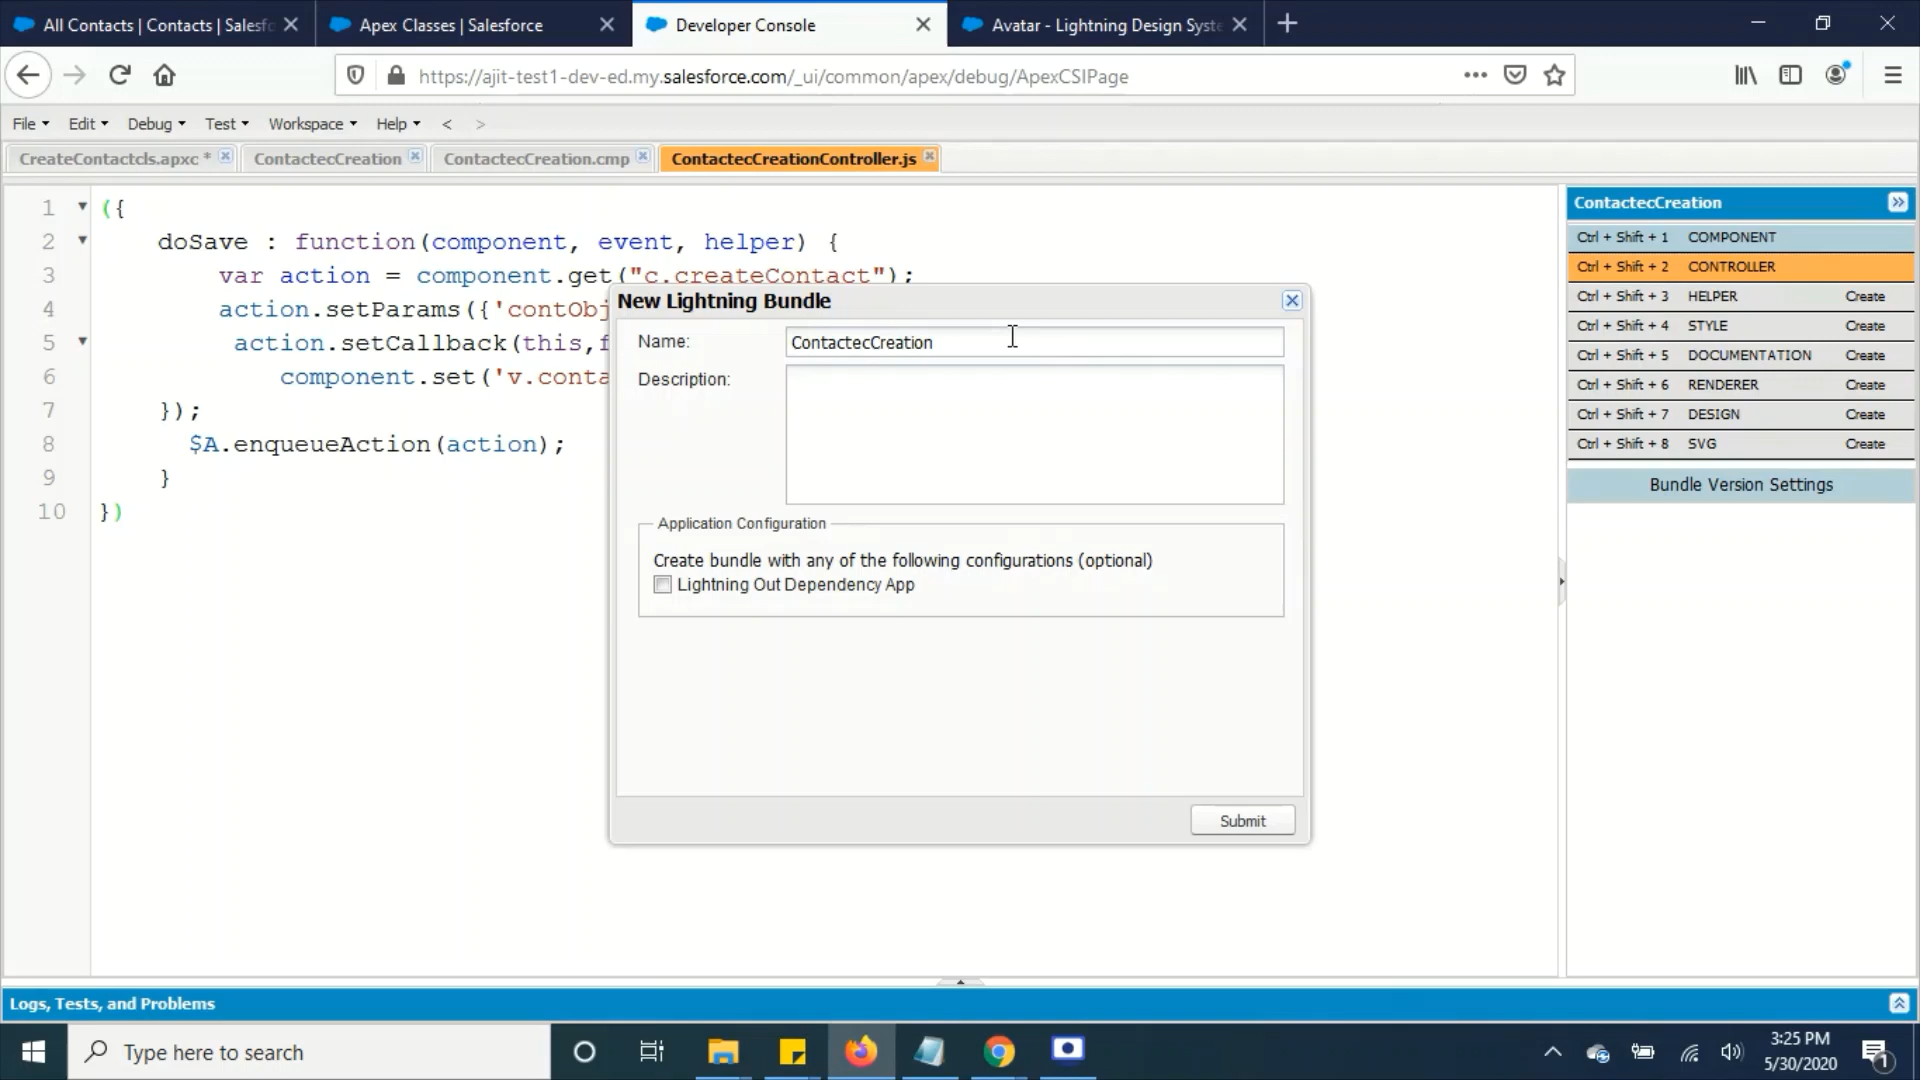 All Contacts | Contacts | Salesfo
Apex Classes | Salesforce
Developer Console
Avatar - Lightning Design Syste
https://ajit-test1-dev-ed.my.salesforce.com/_ui/common/apex/debug/ApexCSIPage
File Edit Debug Test Workspace Help < >
CreateContactcls.apxc *
ContactecCreation
ContactecCreation.cmp
ContactecCreationController.js
1 ({
2 doSave : function(component, event, helper) {
3 var action = component.get("c.createContact");
4 action.setParams({'contObj
5 action.setCallback(this,f
6 component.set('v.conta
7 });
8 $A.enqueueAction(action);
9 }
10 })
New Lightning Bundle
Name: ContactecCreation
Description:
Application Configuration
Create bundle with any of the following configurations (optional)
Lightning Out Dependency App
Submit
ContactecCreation
Ctrl + Shift + 1 COMPONENT
Ctrl + Shift + 2 CONTROLLER
Ctrl + Shift + 3 HELPER Create
Ctrl + Shift + 4 STYLE Create
Ctrl + Shift + 5 DOCUMENTATION Create
Ctrl + Shift + 6 RENDERER Create
Ctrl + Shift + 7 DESIGN Create
Ctrl + Shift + 8 SVG Create
Bundle Version Settings
Logs, Tests, and Problems
Type here to search
3:25 PM
5/30/2020
1